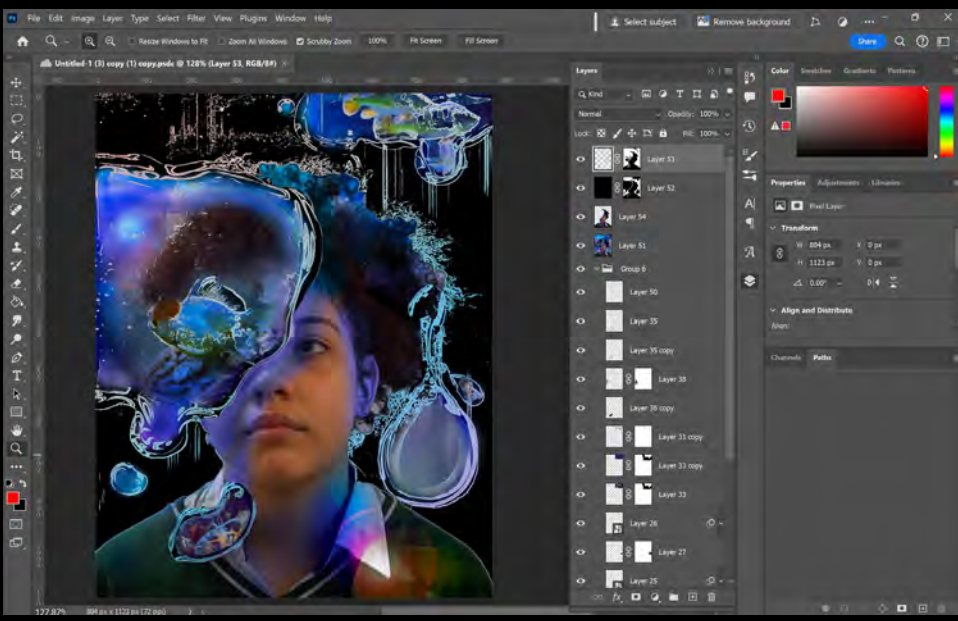 Ps File Edit Image Layer Type Select Filter View Plugins Window Help
Select subject Remove background
Resize Windows to Fit Zoom All Windows Scrubby Zoom 100% Fit Screen Fill Screen
Share
Untitled-1 (3) copy (1) copy.psdc @ 128% (Layer 53, RGB/8#) ×
Layers
Kind
Normal Opacity: 100%
Lock: Fill: 100%
Layer 53
Layer 52
Layer 54
Layer 51
Group 6
Layer 50
Layer 35
Layer 35 copy
Layer 38
Layer 36 copy
Layer 31 copy
Layer 33 copy
Layer 33
Layer 26
Layer 27
Layer 25
Color Swatches Gradients Patterns
Properties Adjustments Libraries
Pixel Layer
Transform
W 884 px X 0 px
H 1123 px Y 0 px
0.00°
Align and Distribute
Align:
Channels Paths
127.87% 884 px x 1123 px (72 ppi)